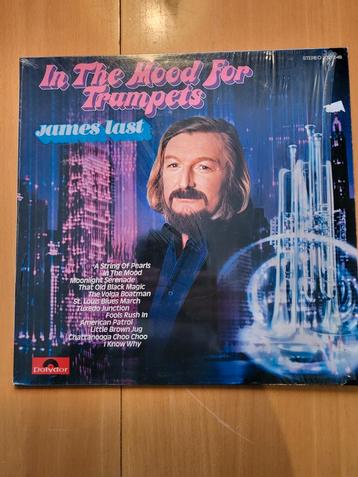 STEREO
In The Mood For
Trumpets
James Last
A String Of Pearls
In The Mood
Moonlight Serenade
That Old Black Magic
The Volga Boatman
St. Louis Blues March
Tuxedo Junction
Fools Rush In
American Patrol
Little Brown Jug
Chattanooga Choo Choo
I Know Why
Polydor